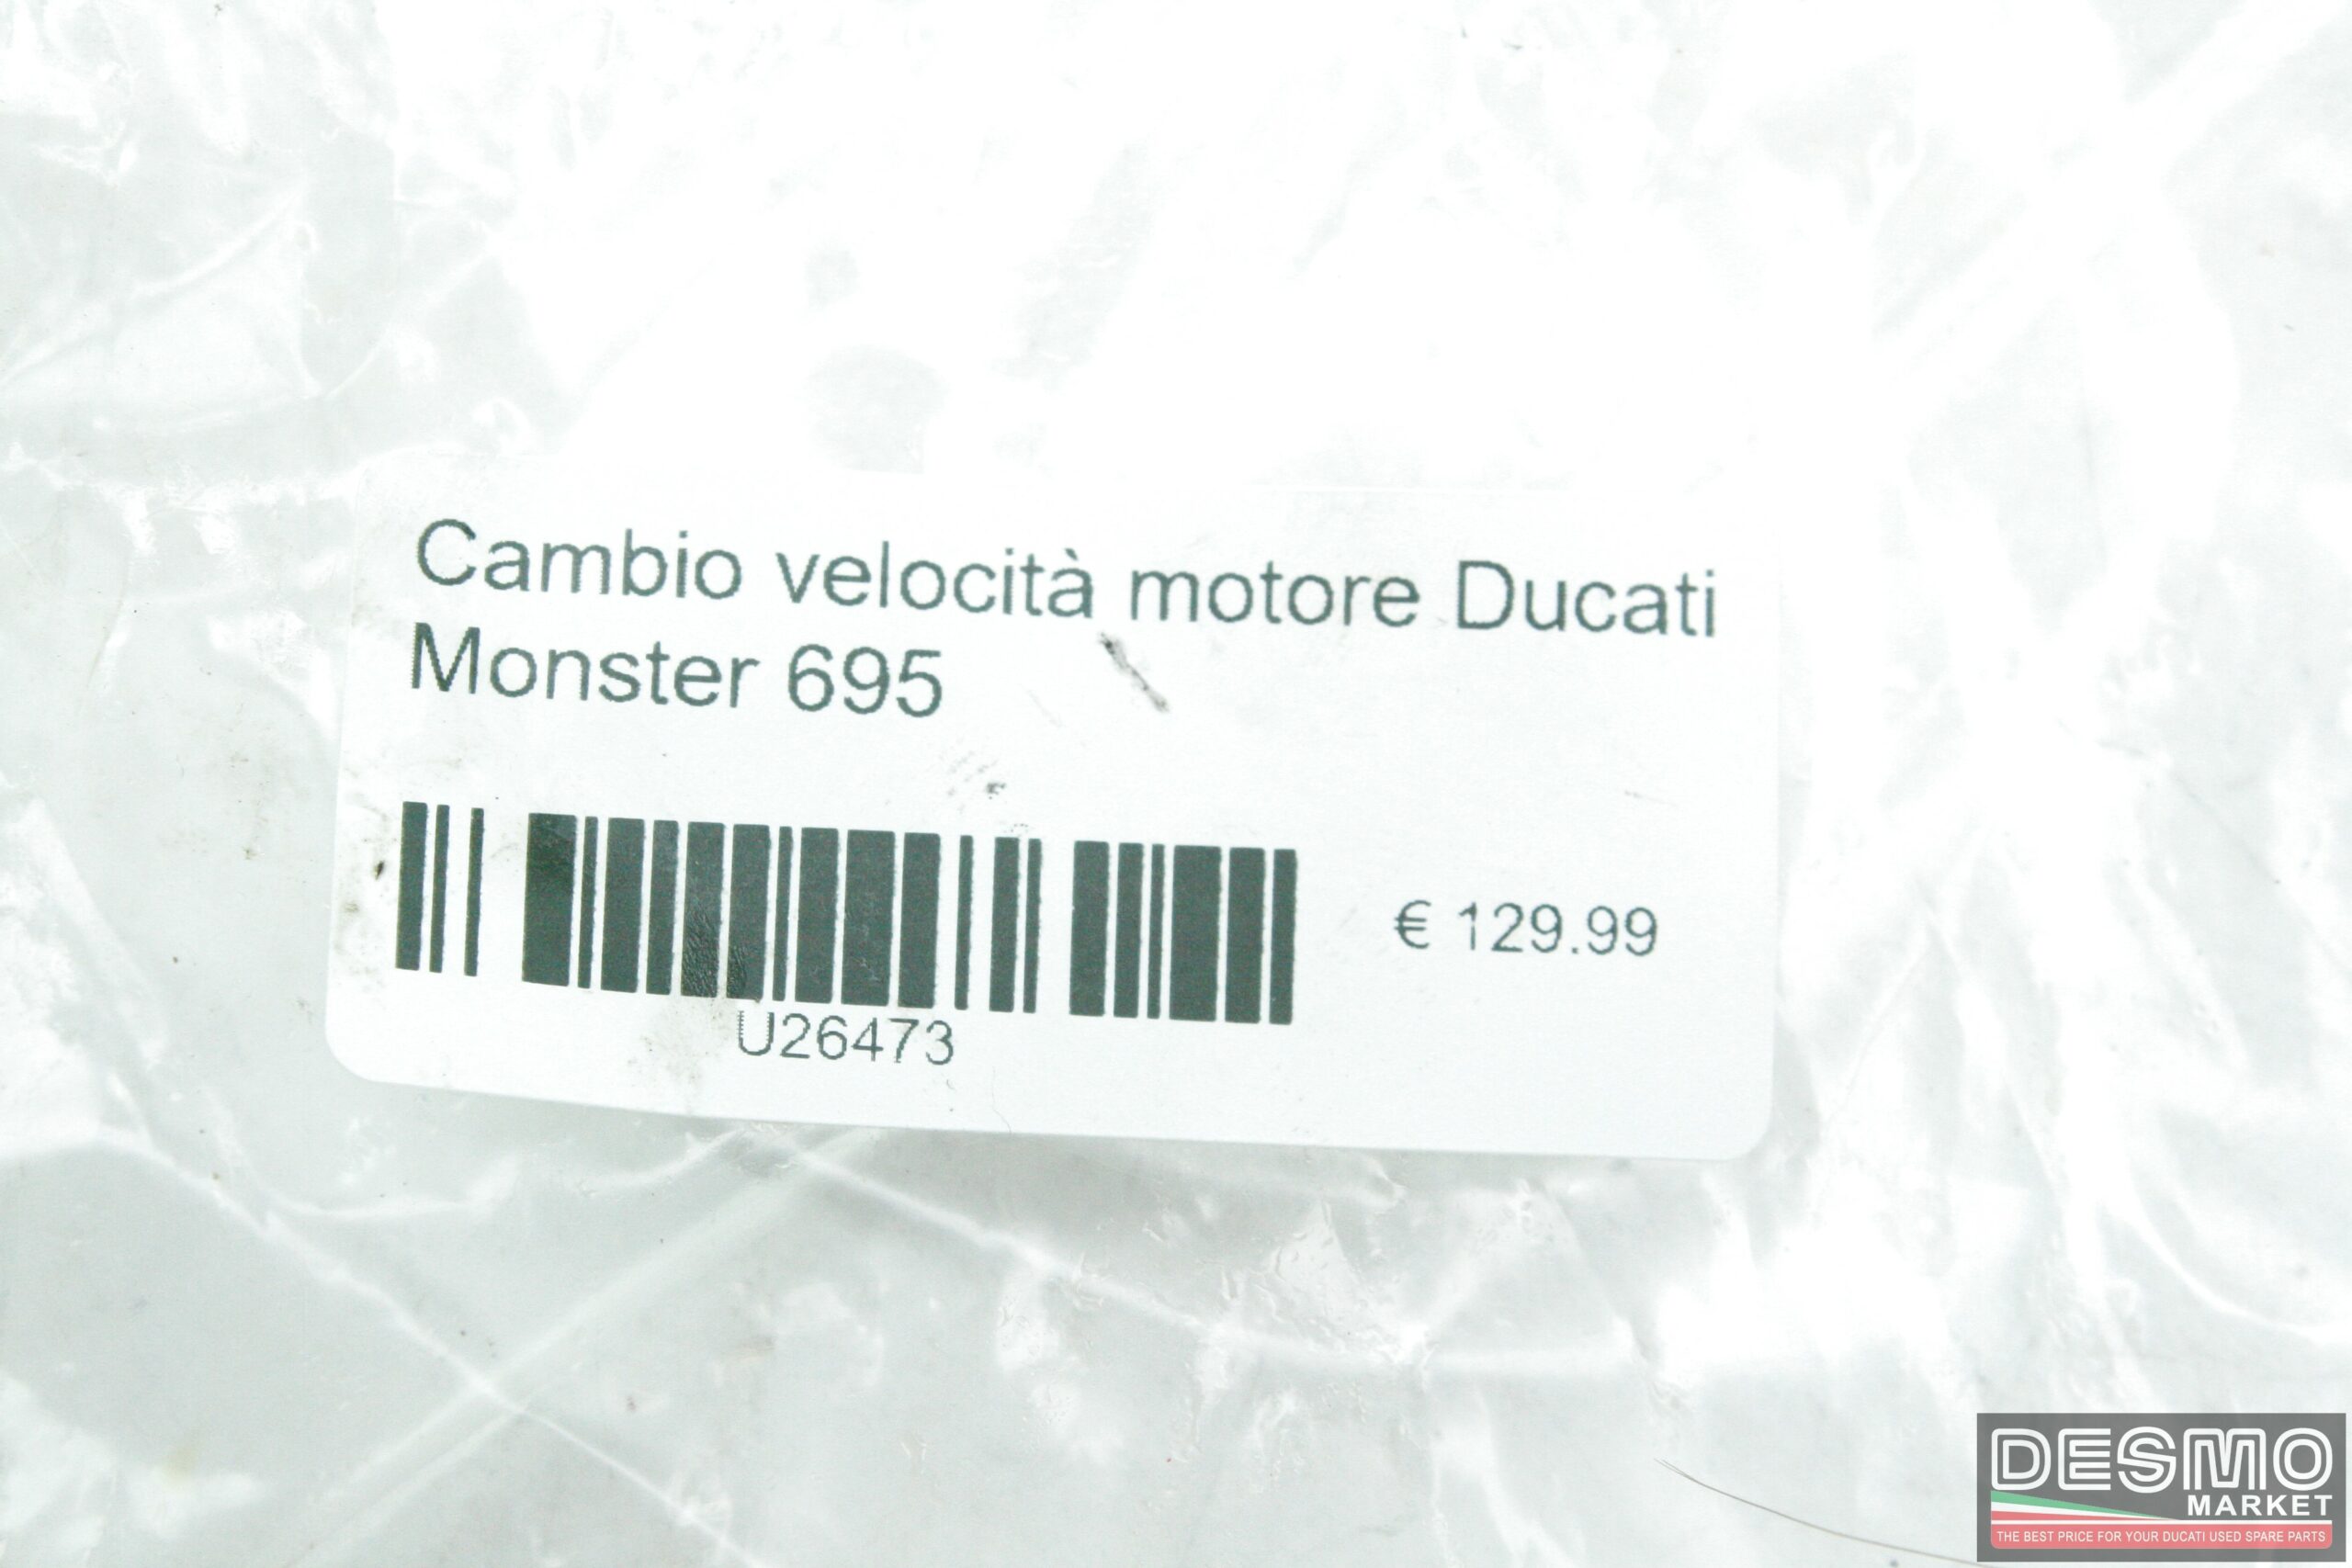 Cambio velocità motore Ducati
Monster 695
€ 129.99
U26473
DESMO
MARKET
THE BEST PRICE FOR YOUR DUCATI USED SPARE PARTS